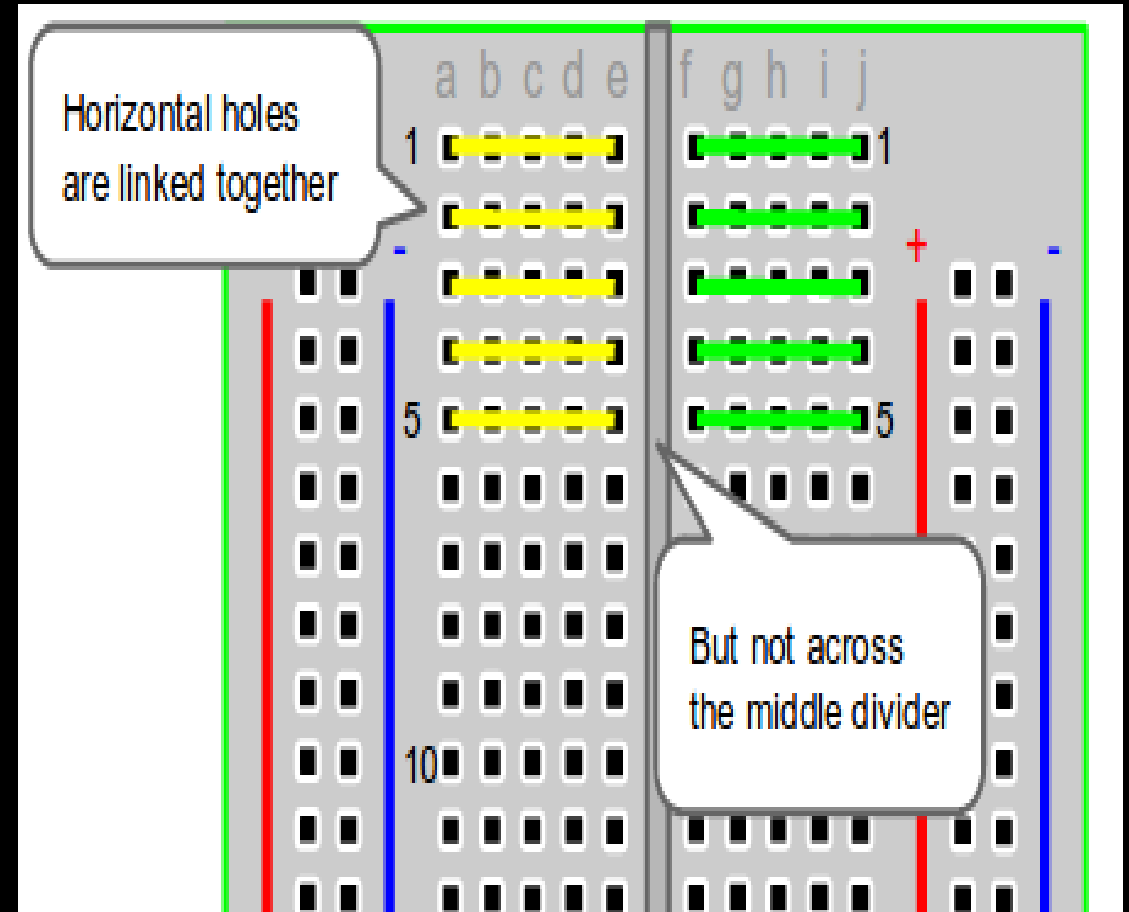 a b c d e f g h i j
Horizontal holes
are linked together
1 1
- + -
5 5
But not across
the middle divider
10